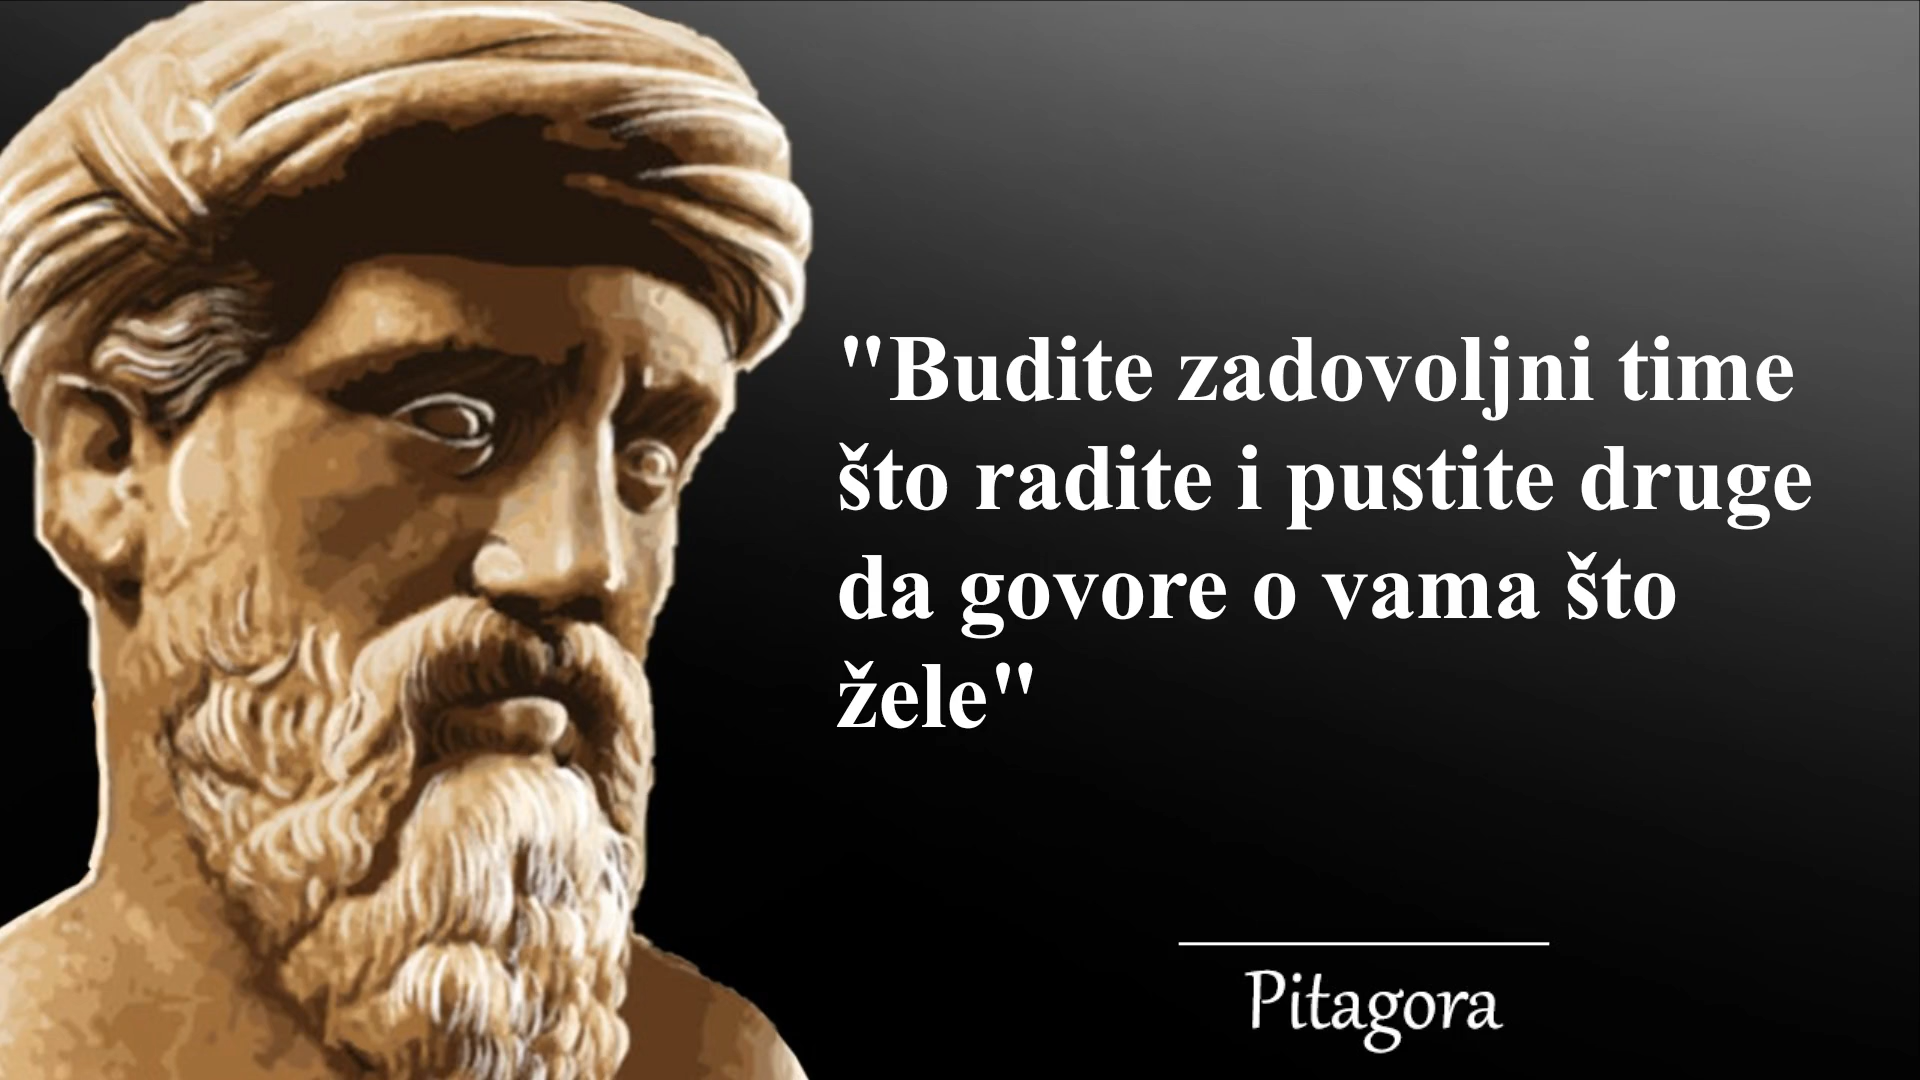 "Budite zadovoljni time
što radite i pustite druge
da govore o vama što
žele"
Pitagora